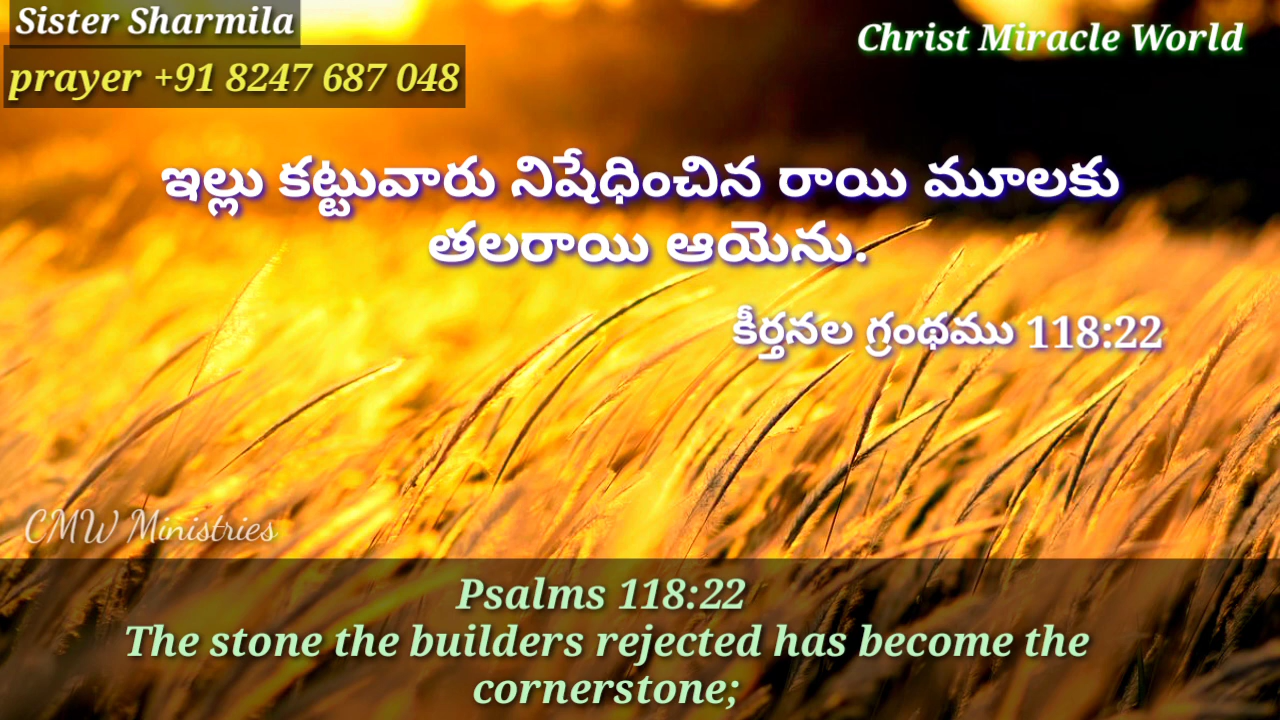 Sister Sharmila
prayer +91 8247 687 048
Christ Miracle World
ఇల్లు కట్టువారు నిషేధించిన రాయి మూలకు
తలరాయి ఆయెను.
కీర్తనల గ్రంథము 118:22
CMW Ministries
Psalms 118:22
The stone the builders rejected has become the
cornerstone;